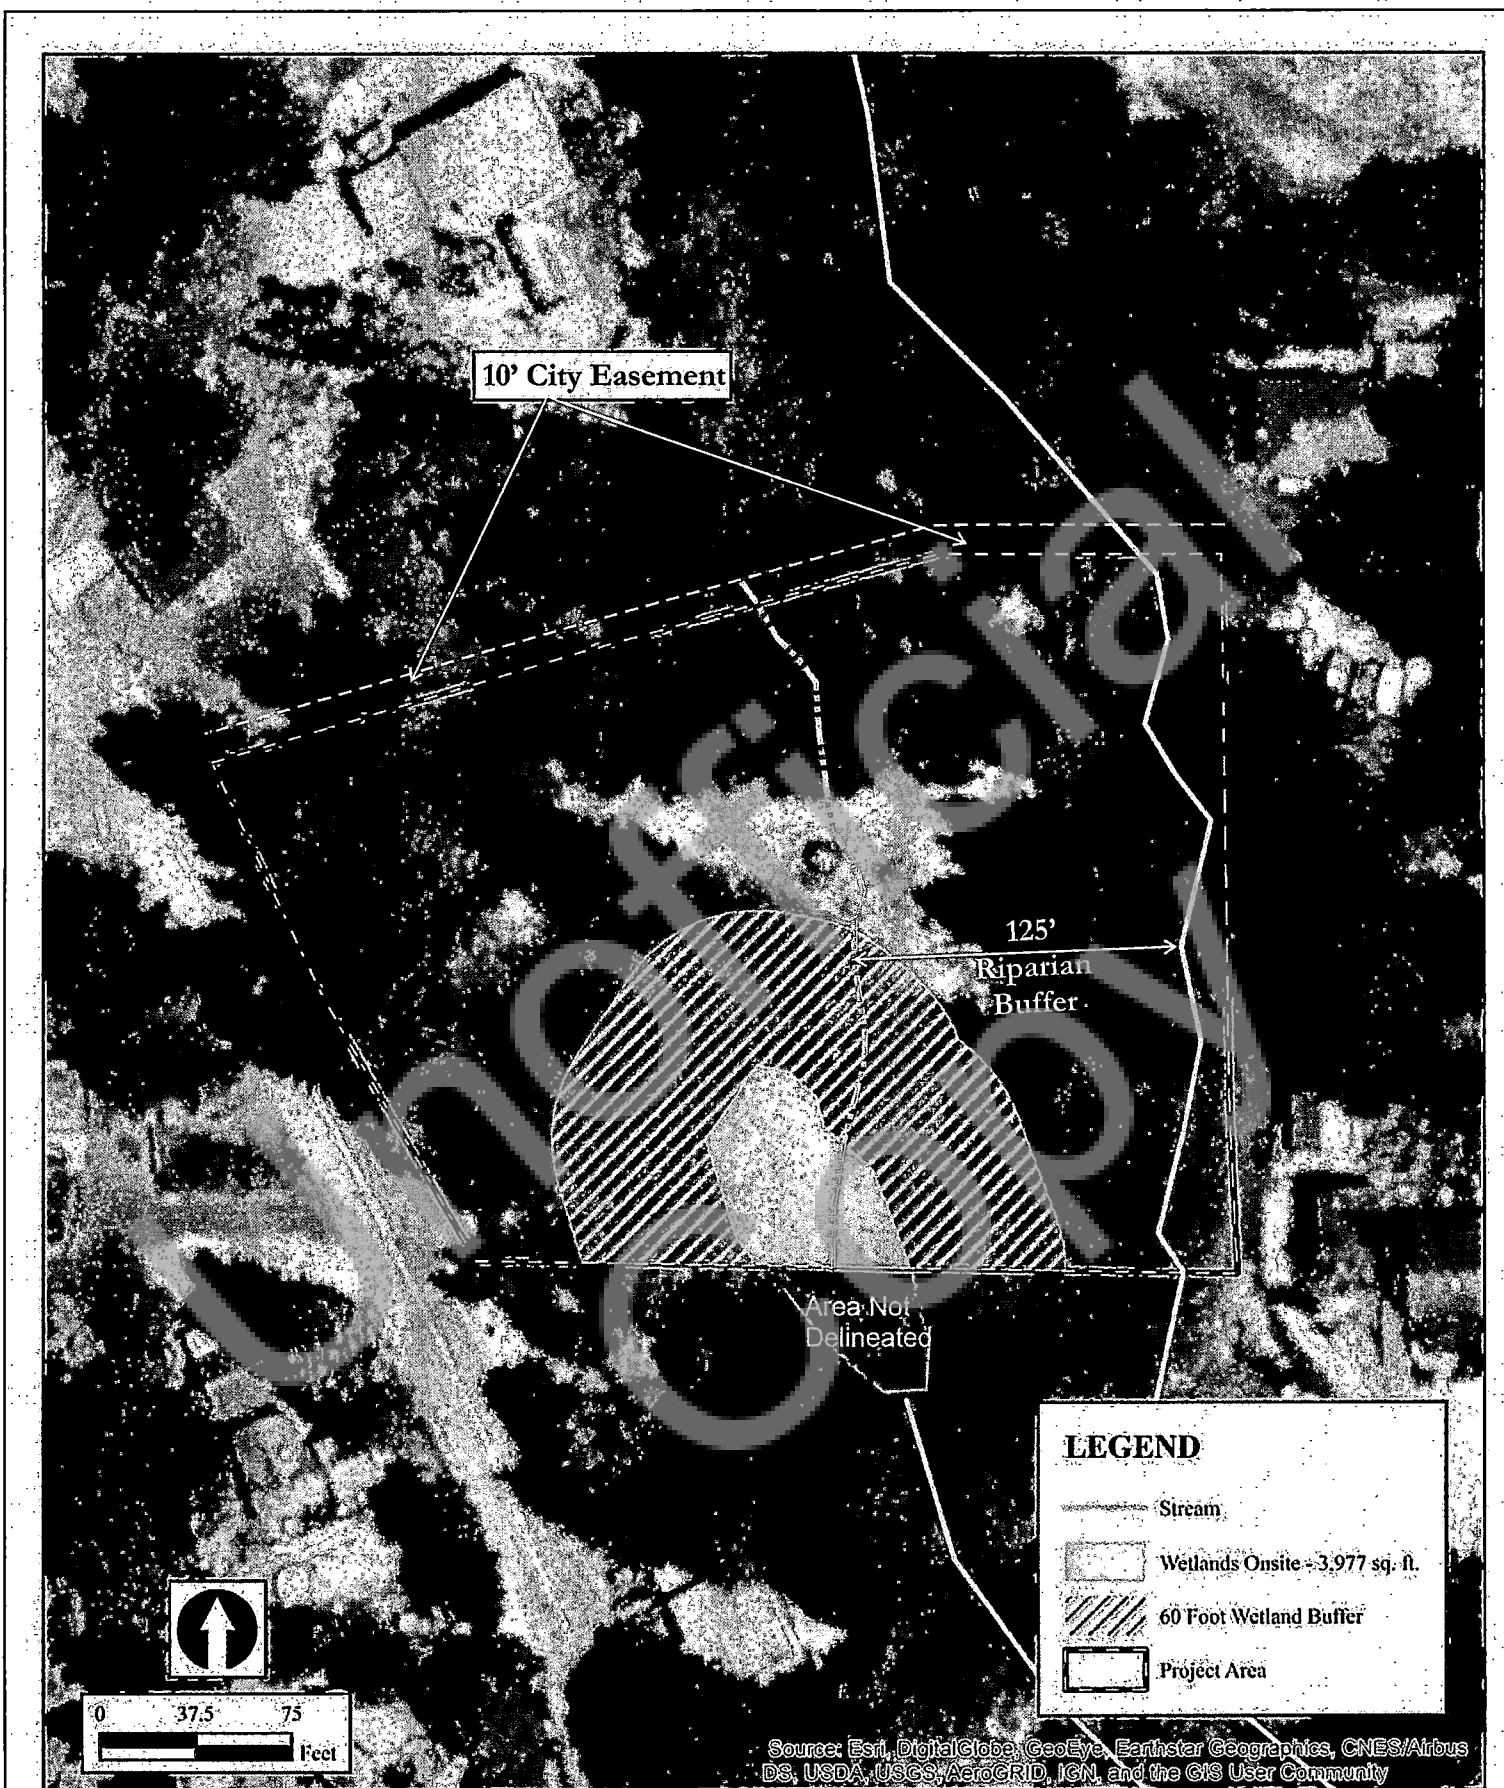 10' City Easement
125'
Riparian
Buffer
Area Not
Delineated
Unofficial
Copy
LEGEND
Stream
Wetlands Onsite - 3,977 sq. ft.
60 Foot Wetland Buffer
Project Area
0 37.5 75
Feet
Source: Esri, DigitalGlobe, GeoEye, Earthstar Geographics, CNES/Airbus
DS, USDA, USGS, AeroGRID, IGN, and the GIS User Community